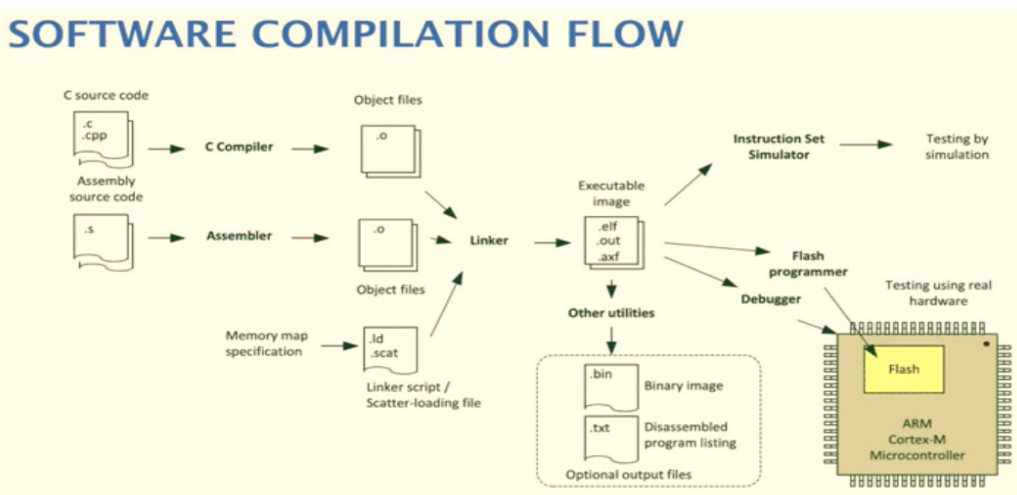 SOFTWARE COMPILATION FLOW
C source code
.c
.cpp
C Compiler
Object files
.o
Assembly
source code
.s
Assembler
.o
Object files
Linker
Memory map
specification
.ld
.scat
Linker script /
Scatter-loading file
Executable
image
.elf
.out
.axf
Other utilities
.bin
Binary image
.txt
Disassembled
program listing
Optional output files
Instruction Set
Simulator
Testing by
simulation
Flash
programmer
Debugger
Testing using real
hardware
Flash
ARM
Cortex-M
Microcontroller